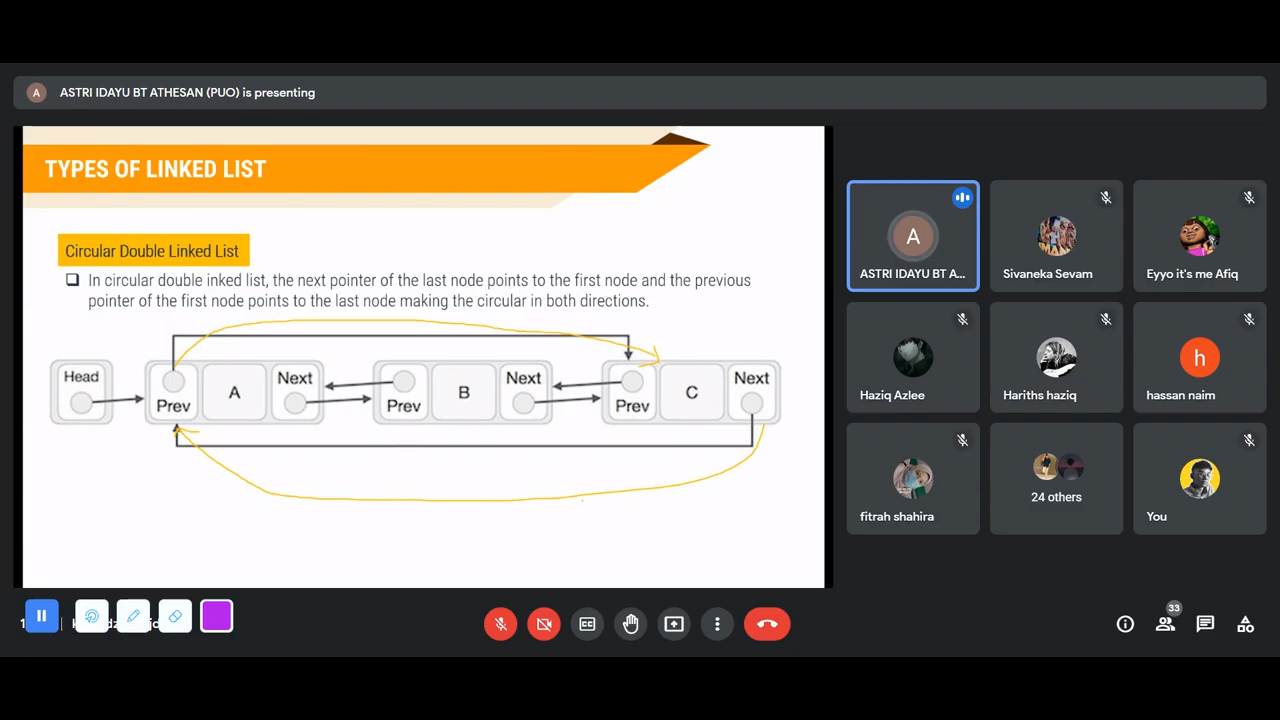 A
ASTRI IDAYU BT ATHESAN (PUO) is presenting
TYPES OF LINKED LIST
Circular Double Linked List
In circular double inked list, the next pointer of the last node points to the first node and the previous
pointer of the first node points to the last node making the circular in both directions.
Head
Prev
A
Next
Prev
B
Next
Prev
C
Next
A
ASTRI IDAYU BT A...
Sivaneka Sevam
Eyyo it's me Afiq
Haziq Azlee
Hariths haziq
h
hassan naim
fitrah shahira
24 others
You
CC
33